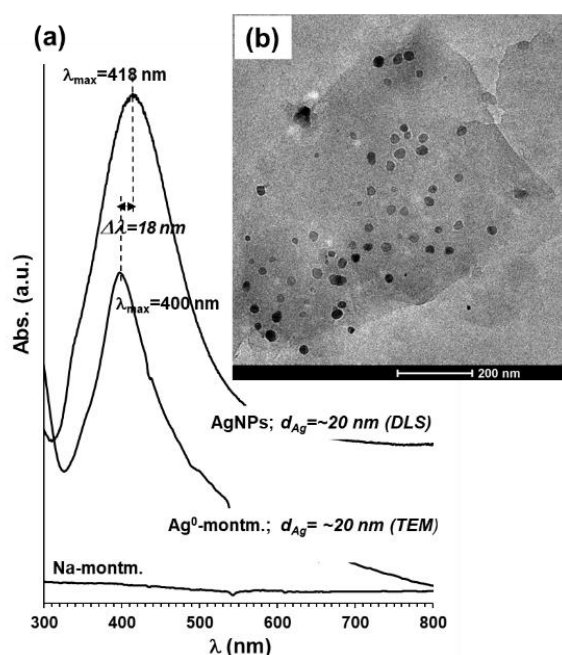 (a)
(b)
λmax=418 nm
Δλ=18 nm
λmax=400 nm
Abs. (a.u.)
200 nm
AgNPs; dAg=~20 nm (DLS)
Ag⁰-montm.; dAg= ~20 nm (TEM)
Na-montm.
300 400 500 600 700 800
λ (nm)